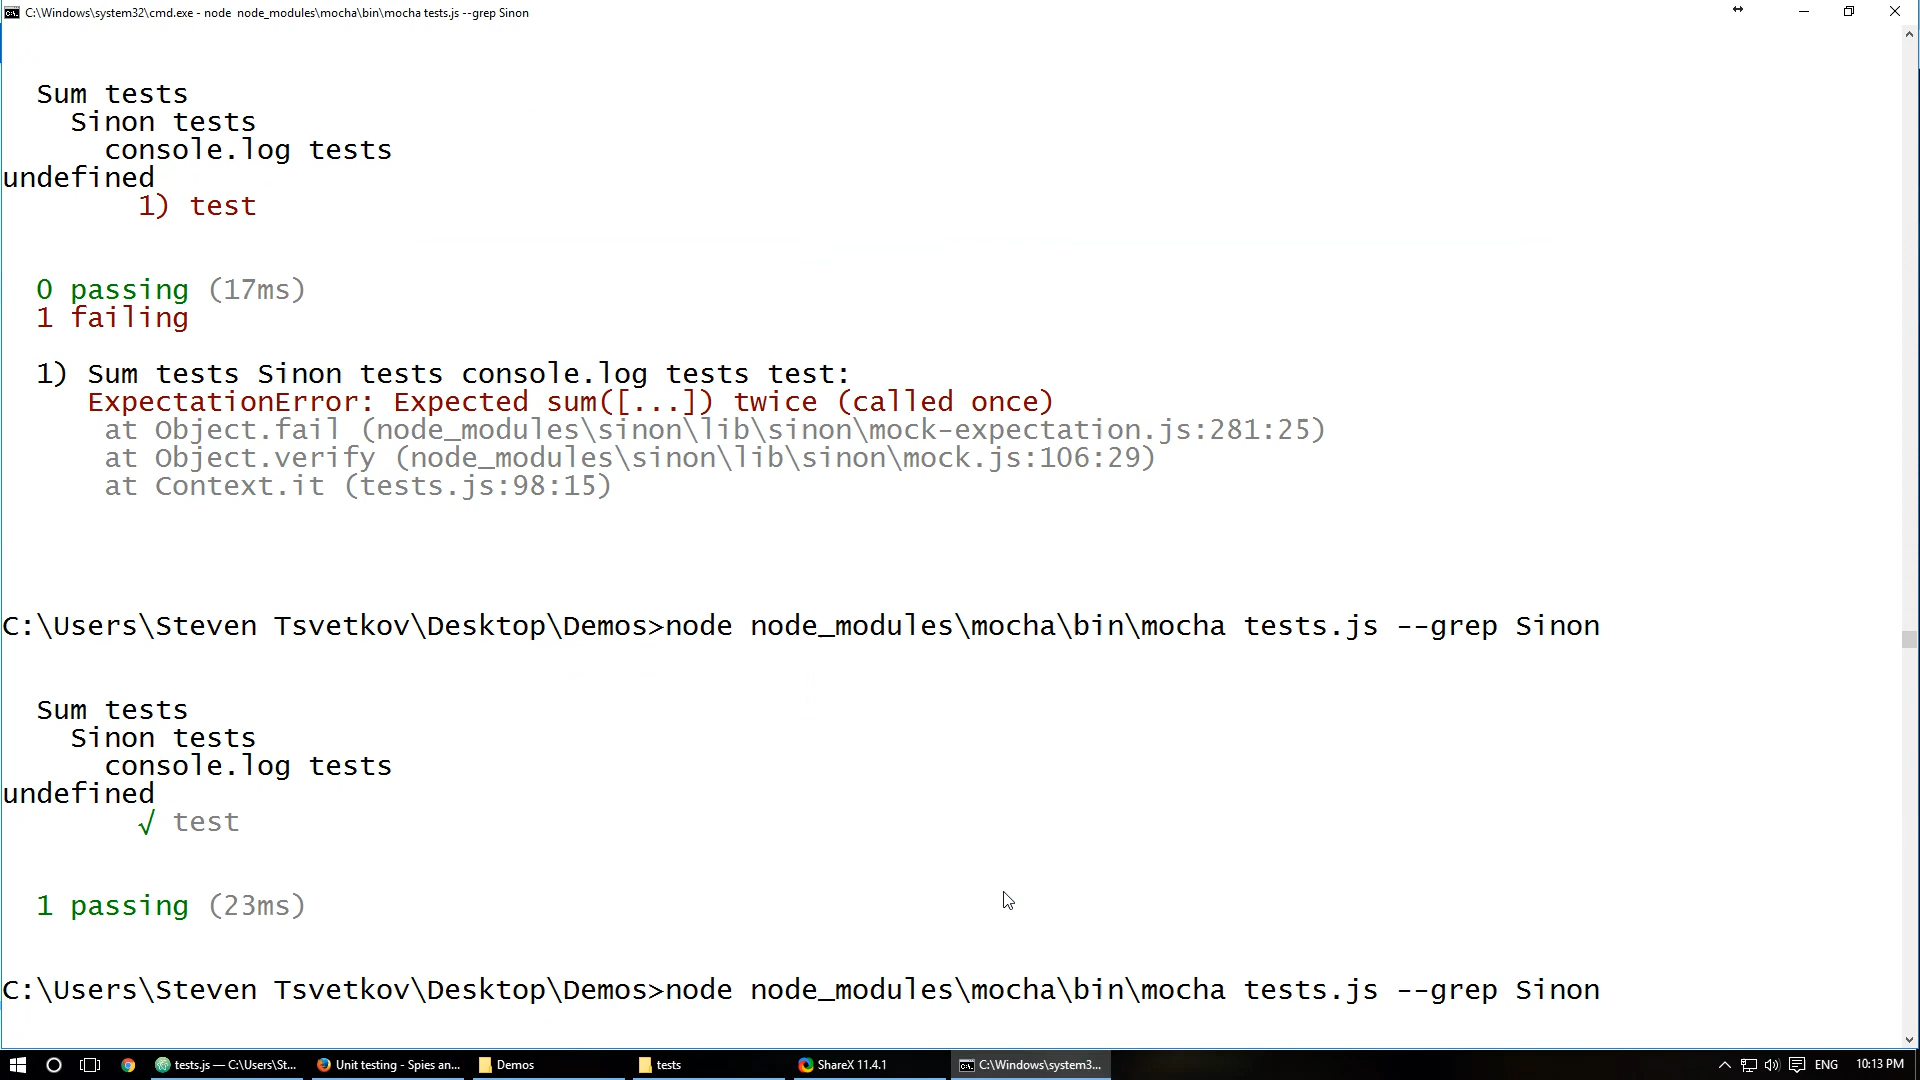 C:\Windows\system32\cmd.exe - node  node_modules\mocha\bin\mocha tests.js --grep Sinon
Sum tests
Sinon tests
console.log tests
undefined
1) test
0 passing (17ms)
1 failing
1) Sum tests Sinon tests console.log tests test:
ExpectationError: Expected sum([...]) twice (called once)
at Object.fail (node_modules\sinon\lib\sinon\mock-expectation.js:281:25)
at Object.verify (node_modules\sinon\lib\sinon\mock.js:106:29)
at Context.it (tests.js:98:15)
C:\Users\Steven Tsvetkov\Desktop\Demos>node node_modules\mocha\bin\mocha tests.js --grep Sinon
Sum tests
Sinon tests
console.log tests
undefined
√ test
1 passing (23ms)
C:\Users\Steven Tsvetkov\Desktop\Demos>node node_modules\mocha\bin\mocha tests.js --grep Sinon
tests.js — C:\Users\St... Unit testing - Spies an... Demos tests ShareX 11.4.1 C:\Windows\system3... ENG 10:13 PM